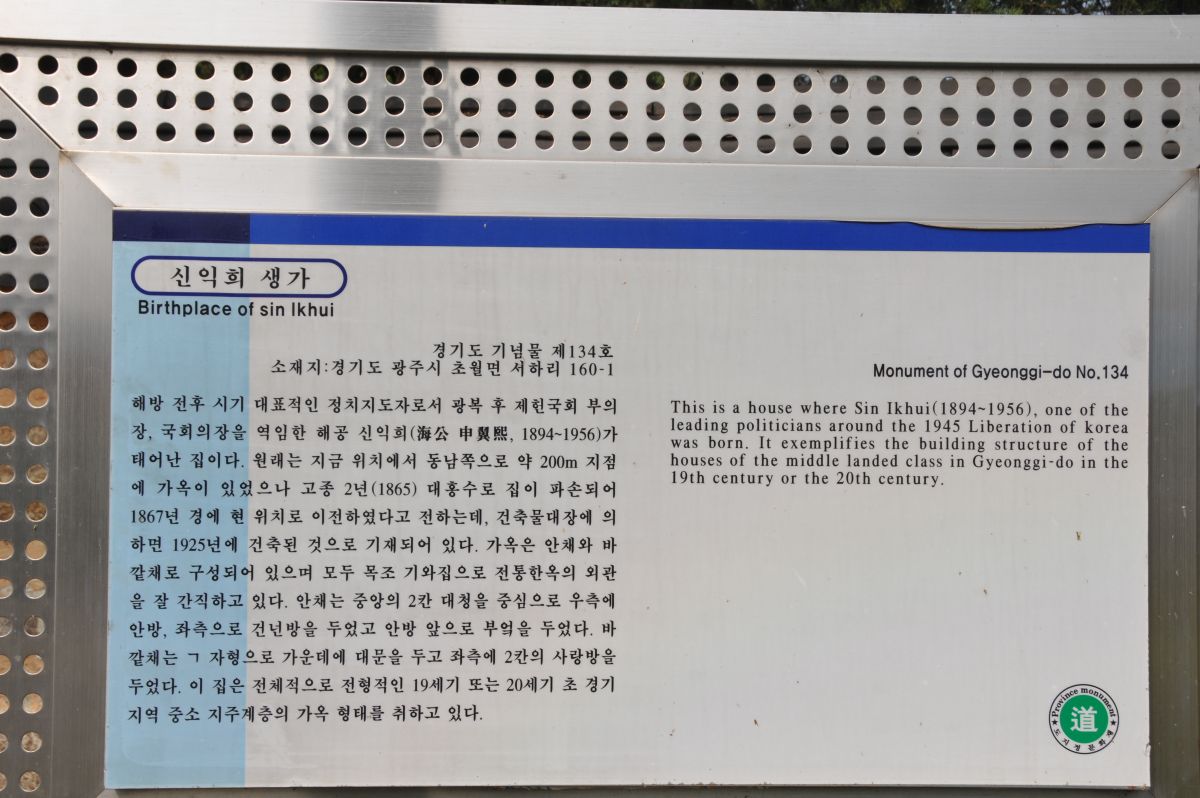 신익희 생가
Birthplace of sin Ikhui
경기도 기념물 제134호
소재지:경기도 광주시 초월면 서하리 160-1
해방 전후 시기 대표적인 정치지도자로서 광복 후 제헌국회 부의
장, 국회의장을 역임한 해공 신익희(海公 申翼熙, 1894~1956)가
태어난 집이다. 원래는 지금 위치에서 동남쪽으로 약 200m 지점
에 가옥이 있었으나 고종 2년(1865) 대홍수로 집이 파손되어
1867년 경에 현 위치로 이전하였다고 전하는데, 건축물대장에 의
하면 1925년에 건축된 것으로 기재되어 있다. 가옥은 안채와 바
깥채로 구성되어 있으며 모두 목조 기와집으로 전통한옥의 외관
을 잘 간직하고 있다. 안채는 중앙의 2칸 대청을 중심으로 우측에
안방, 좌측으로 건넌방을 두었고 안방 앞으로 부엌을 두었다. 바
깥채는 ㄱ 자형으로 가운데에 대문을 두고 좌측에 2칸의 사랑방을
두었다. 이 집은 전체적으로 전형적인 19세기 또는 20세기 초 경기
지역 중소 지주계층의 가옥 형태를 취하고 있다.
Monument of Gyeonggi-do No.134
This is a house where Sin Ikhui(1894~1956), one of the
leading politicians around the 1945 Liberation of korea
was born. It exemplifies the building structure of the
houses of the middle landed class in Gyeonggi-do in the
19th century or the 20th century.
★Province monument★
道
도지정문화재